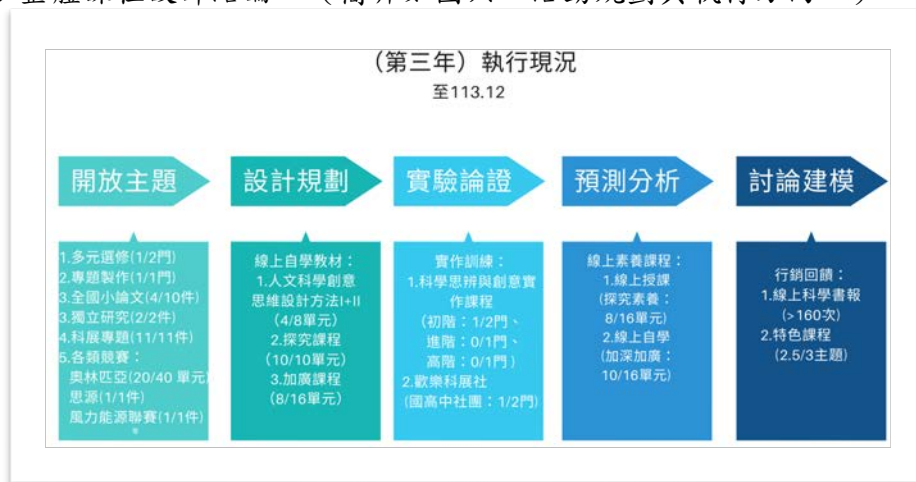 （第三年）執行現況
至113.12
開放主題
設計規劃
實驗論證
預測分析
討論建模
1.多元選修(1/2門)
2.專題製作(1/1門)
3.全國小論文(4/10件)
3.獨立研究(2/2件)
4.科展專題(11/11件)
5.各類競賽：
奧林匹亞(20/40 單元)
思源(1/1件)
風力能源聯賽(1/1件)
線上自學教材：
1.人文科學創意
思維設計方法I+II
(4/8單元)
2.探究課程
(10/10單元)
3.加廣課程
(8/16單元)
實作訓練：
1.科學思辨與創意實
作課程
(初階：1/2門、
進階：0/1門、
高階：0/1門)
2.歡樂科展社
(國高中社團：1/2門)
線上素養課程：
1.線上授課
(探究素養：
8/16單元)
2.線上自學
(加深加廣：
10/16單元)
行銷回饋：
1.線上科學書報
(>160次)
2.特色課程
(2.5/3主題)